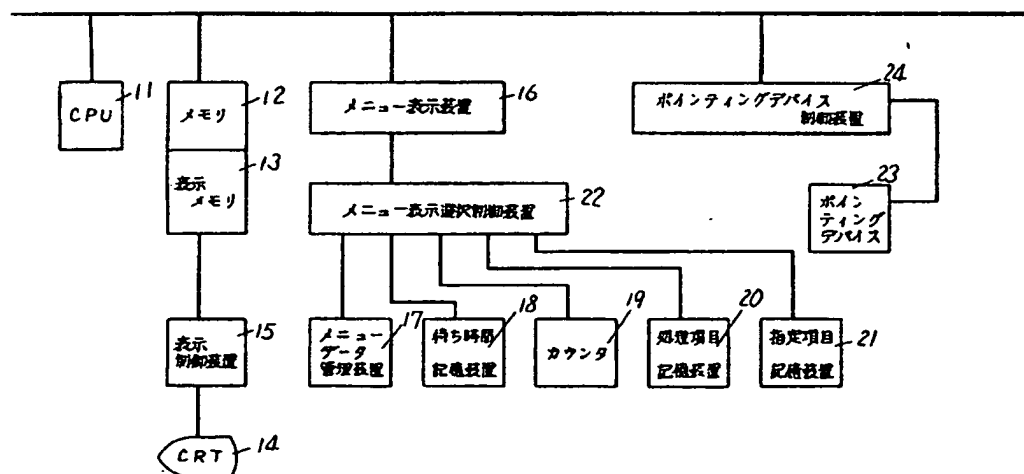 11
CPU
12
メモリ
13
表示
メモリ
15
表示
制御装置
14
CRT
16
メニュー表示装置
22
メニュー表示選択制御装置
17
メニュー
データ
管理装置
18
待ち時間
記憶装置
19
カウンタ
20
処理項目
記憶装置
21
指定項目
記憶装置
24
ポインティングデバイス
制御装置
23
ポイン
ティング
デバイス